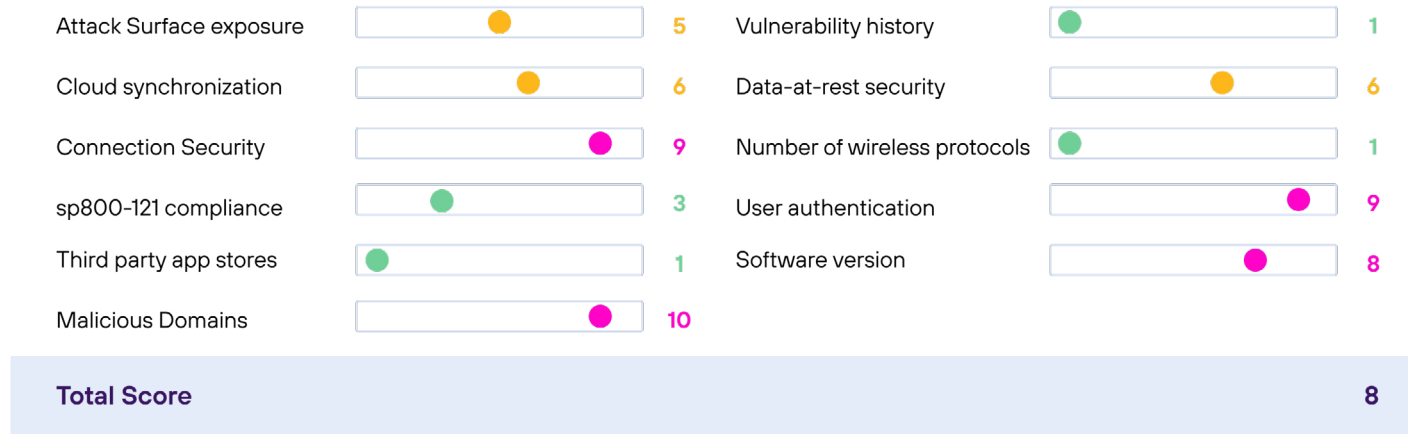 Attack Surface exposure 5
Vulnerability history 1
Cloud synchronization 6
Data-at-rest security 6
Connection Security 9
Number of wireless protocols 1
sp800-121 compliance 3
User authentication 9
Third party app stores 1
Software version 8
Malicious Domains 10
Total Score 8